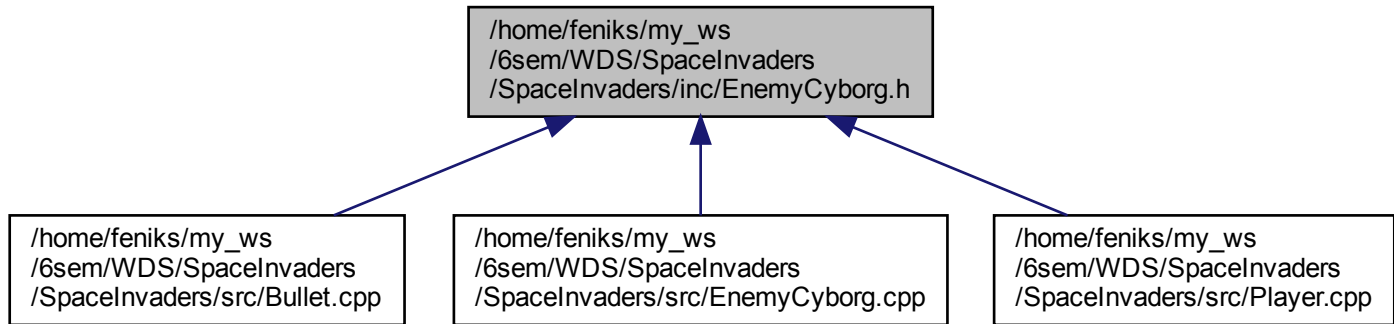 /home/feniks/my_ws
/6sem/WDS/SpaceInvaders
/SpaceInvaders/inc/EnemyCyborg.h
/home/feniks/my_ws
/6sem/WDS/SpaceInvaders
/SpaceInvaders/src/Bullet.cpp
/home/feniks/my_ws
/6sem/WDS/SpaceInvaders
/SpaceInvaders/src/EnemyCyborg.cpp
/home/feniks/my_ws
/6sem/WDS/SpaceInvaders
/SpaceInvaders/src/Player.cpp